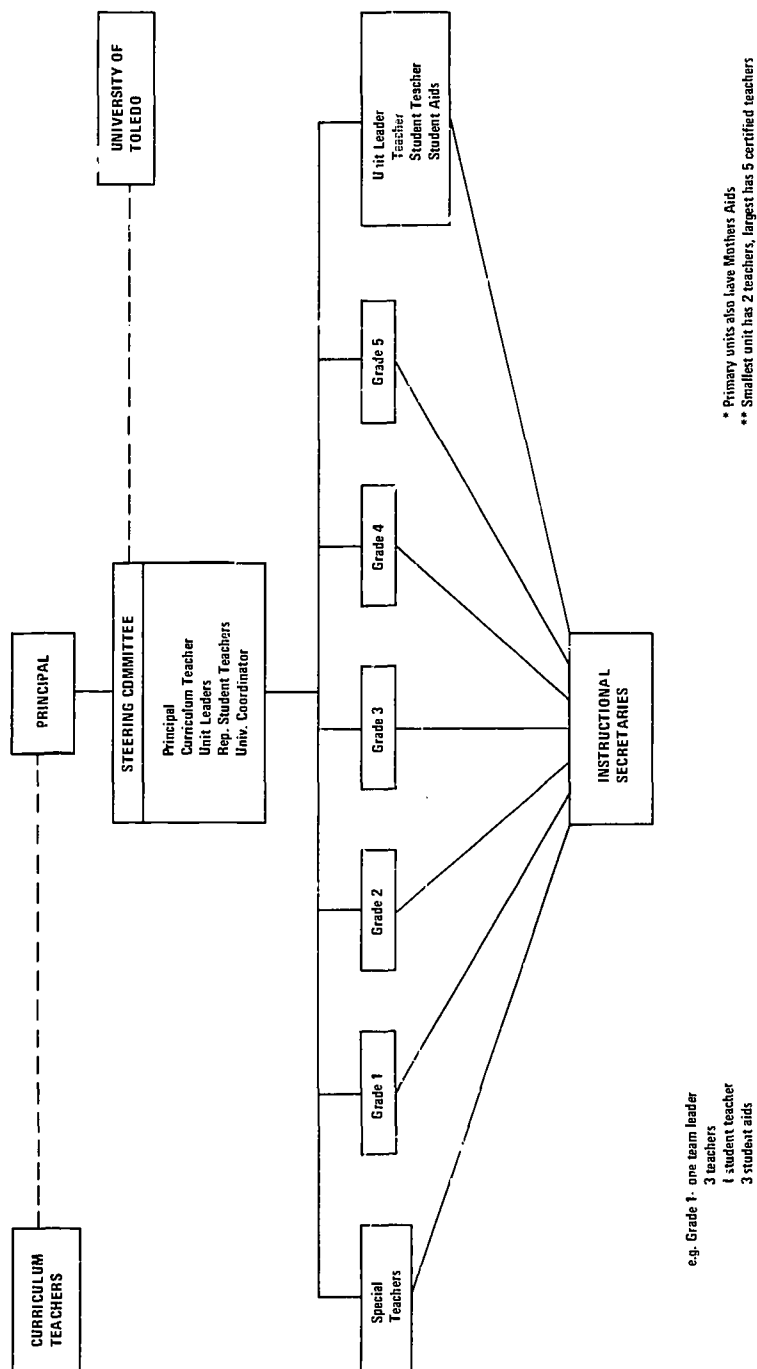 CURRICULUM
TEACHERS
PRINCIPAL
UNIVERSITY OF
TOLEDO
STEERING COMMITTEE
Principal
Curriculum Teacher
Unit Leaders
Rep. Student Teachers
Univ. Coordinator
Special
Teachers
Grade 1
Grade 2
Grade 3
Grade 4
Grade 5
Unit Leader
Teacher
Student Teacher
Student Aids
INSTRUCTIONAL
SECRETARIES
e.g. Grade 1- one team leader
3 teachers
1 student teacher
3 student aids
* Primary units also have Mothers Aids
** Smallest unit has 2 teachers, largest has 5 certified teachers